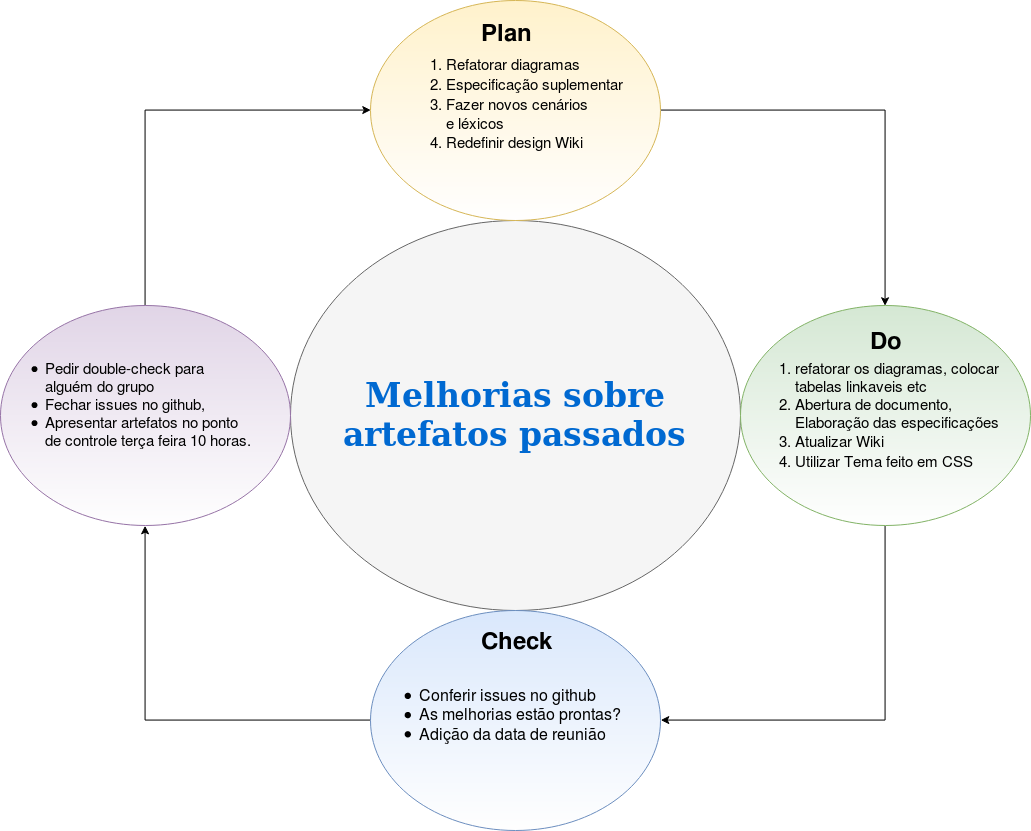 Plan
1. Refatorar diagramas
2. Especificação suplementar
3. Fazer novos cenários
e léxicos
4. Redefinir design Wiki
Do
1. refatorar os diagramas, colocar
tabelas linkaveis etc
2. Abertura de documento,
Elaboração das especificações
3. Atualizar Wiki
4. Utilizar Tema feito em CSS
Check
• Conferir issues no github
• As melhorias estão prontas?
• Adição da data de reunião
• Pedir double-check para
alguém do grupo
• Fechar issues no github,
• Apresentar artefatos no ponto
de controle terça feira 10 horas.
Melhorias sobre
artefatos passados